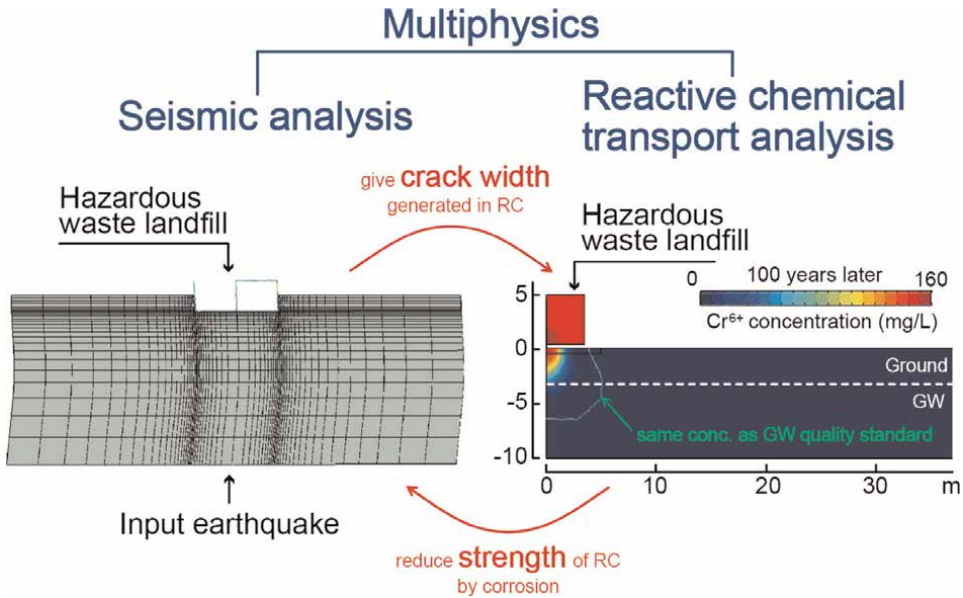 Multiphysics
Seismic analysis
Reactive chemical
transport analysis
Hazardous
waste landfill
give crack width
generated in RC
Hazardous
waste landfill
0 100 years later 160
Cr⁶⁺ concentration (mg/L)
5
0
-5
-10
Ground
GW
same conc. as GW quality standard
0 10 20 30 m
Input earthquake
reduce strength of RC
by corrosion